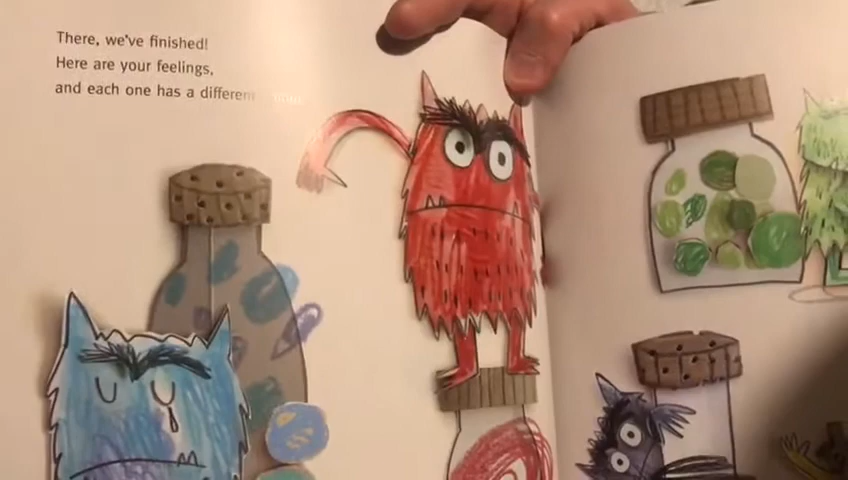 There, we've finished!
Here are your feelings,
and each one has a different